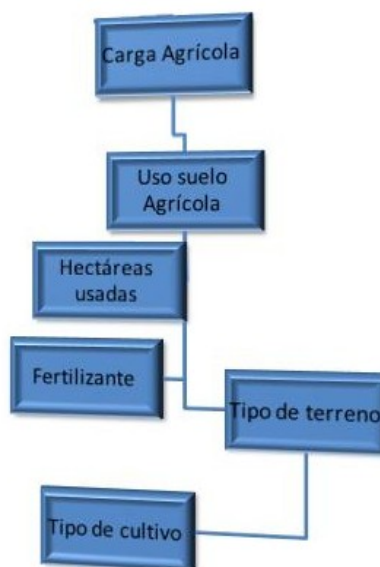 Carga Agrícola
Uso suelo
Agrícola
Hectáreas
usadas
Fertilizante
Tipo de terreno
Tipo de cultivo